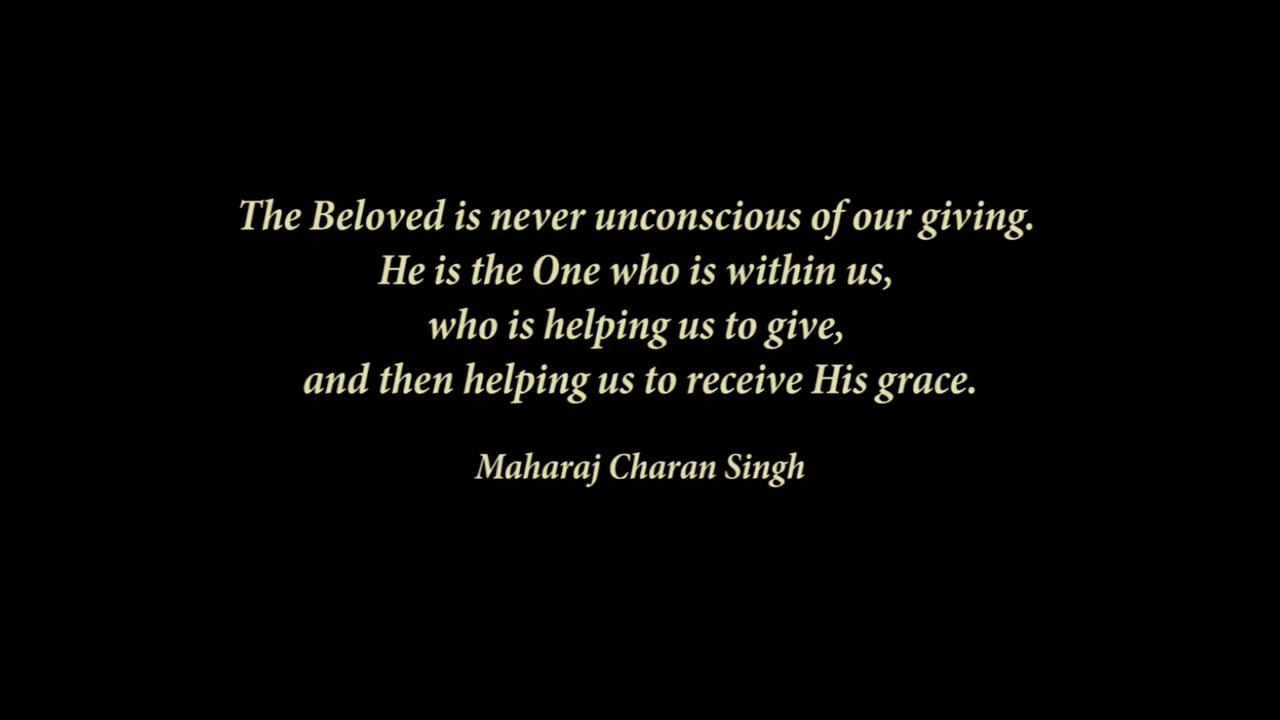 The Beloved is never unconscious of our giving.
He is the One who is within us,
who is helping us to give,
and then helping us to receive His grace.
Maharaj Charan Singh